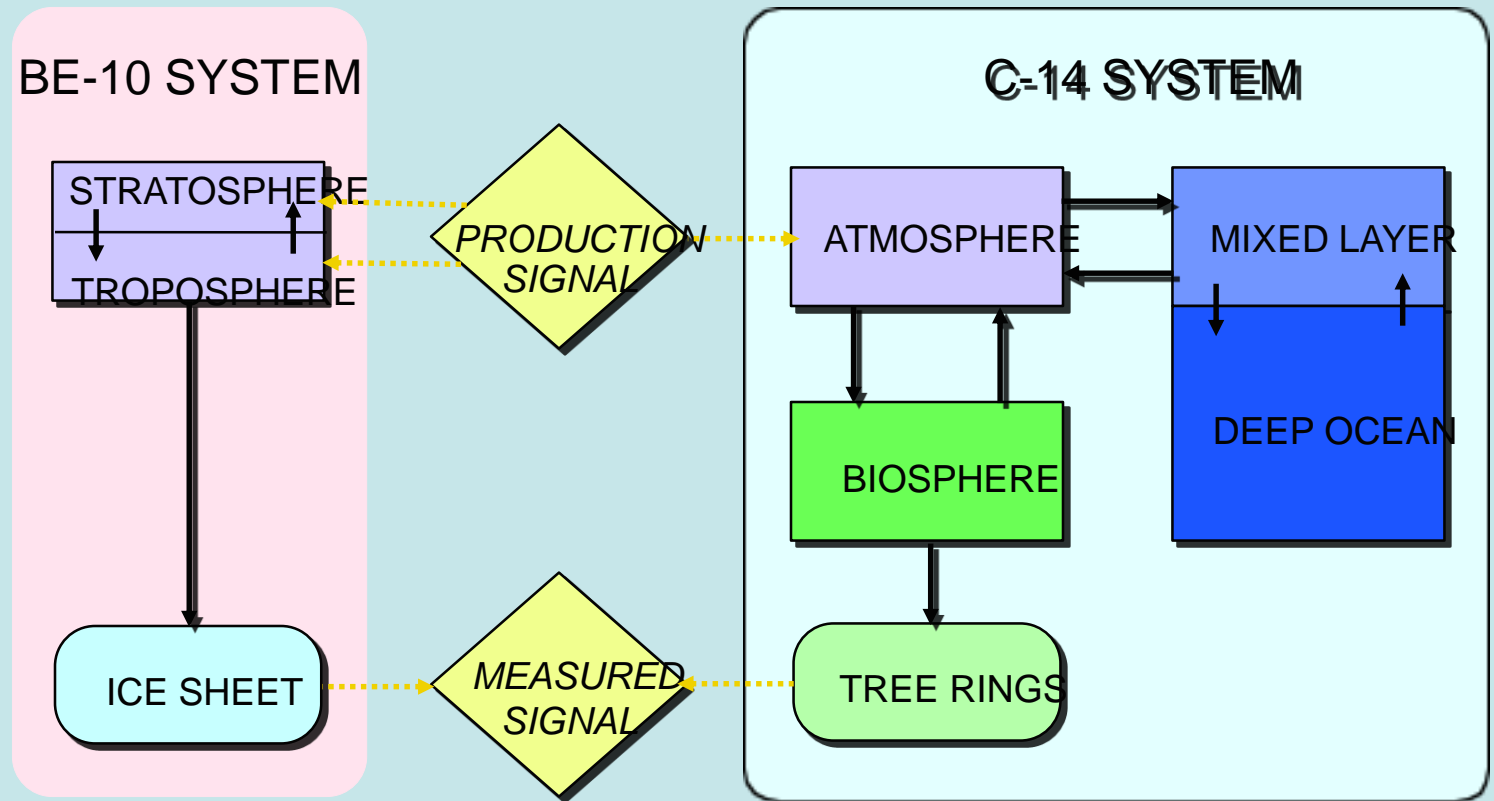 BE-10 SYSTEM
C-14 SYSTEM
STRATOSPHERE
TROPOSPHERE
PRODUCTION
SIGNAL
ATMOSPHERE
MIXED LAYER
DEEP OCEAN
BIOSPHERE
ICE SHEET
MEASURED
SIGNAL
TREE RINGS